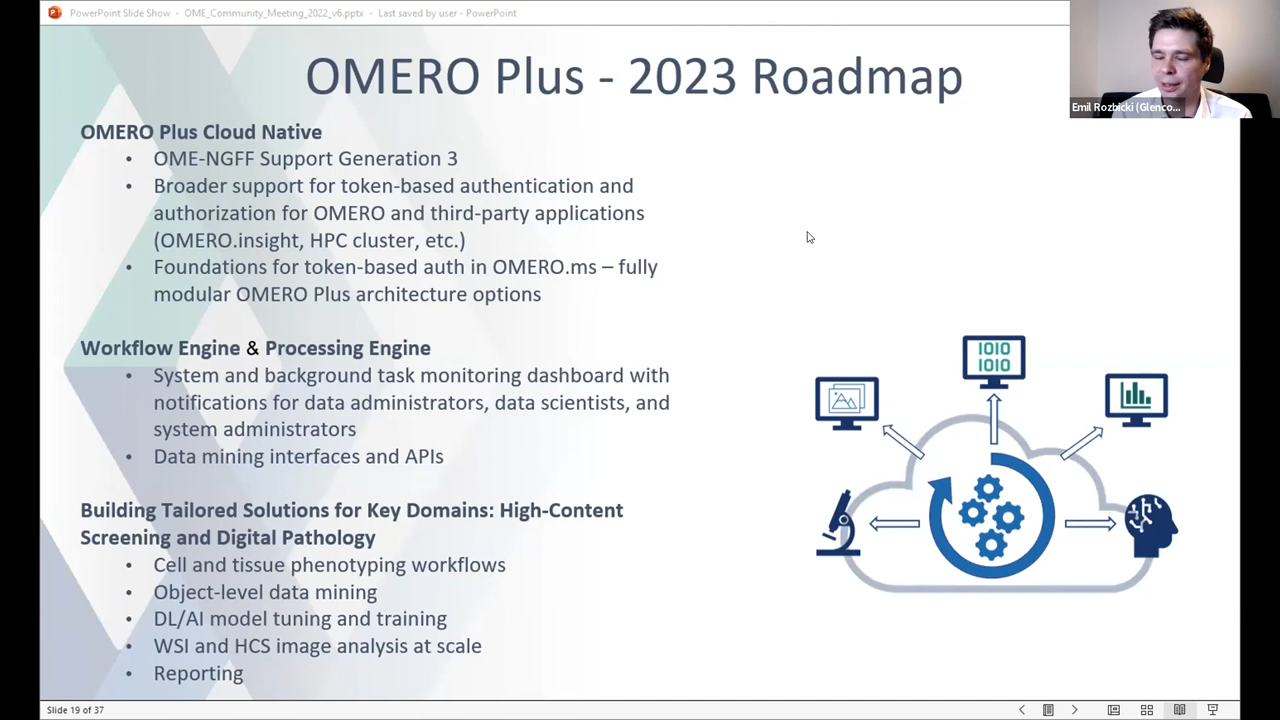 PowerPoint Slide Show - OME_Community_Meeting_2022_v6.pptx - Last saved by user - PowerPoint
OMERO Plus - 2023 Roadmap
Emil Rozbicki (Glenco...
OMERO Plus Cloud Native
• OME-NGFF Support Generation 3
• Broader support for token-based authentication and
authorization for OMERO and third-party applications
(OMERO.insight, HPC cluster, etc.)
• Foundations for token-based auth in OMERO.ms – fully
modular OMERO Plus architecture options
Workflow Engine & Processing Engine
• System and background task monitoring dashboard with
notifications for data administrators, data scientists, and
system administrators
• Data mining interfaces and APIs
Building Tailored Solutions for Key Domains: High-Content
Screening and Digital Pathology
• Cell and tissue phenotyping workflows
• Object-level data mining
• DL/AI model tuning and training
• WSI and HCS image analysis at scale
• Reporting
1010
1010
Slide 19 of 37